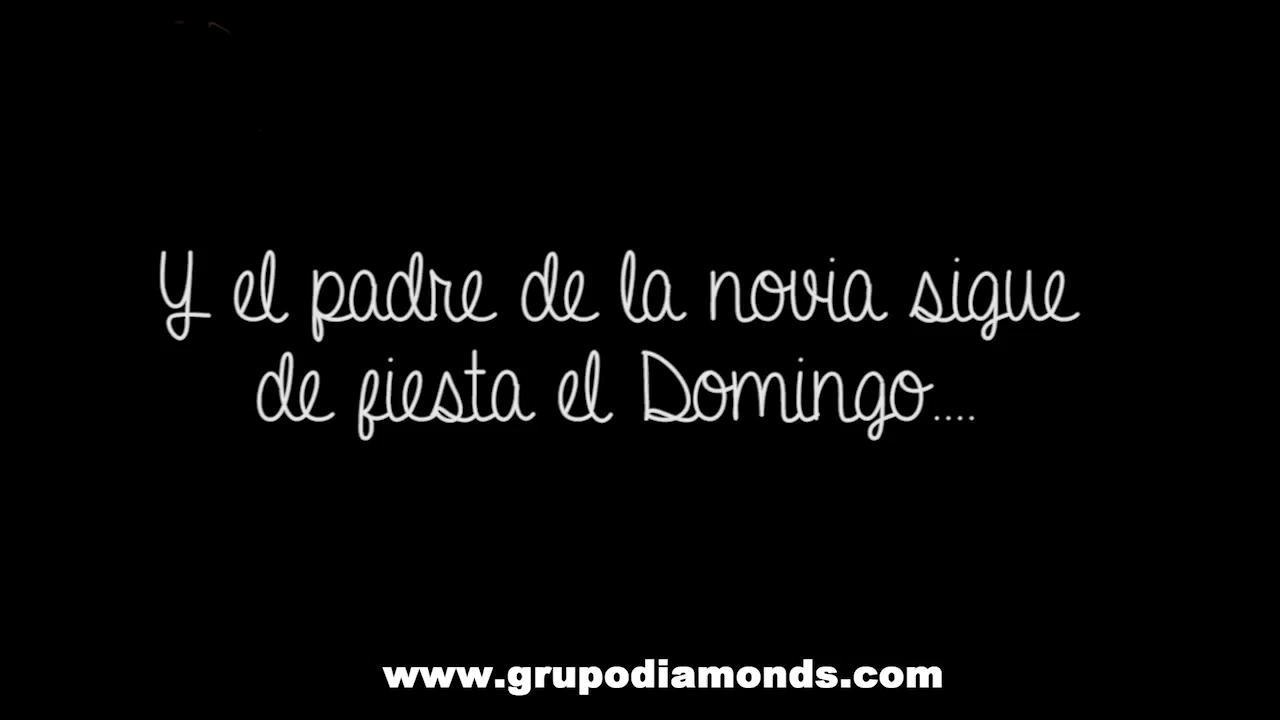 Y el padre de la novia sigue
de fiesta el Domingo....
www.grupodiamonds.com